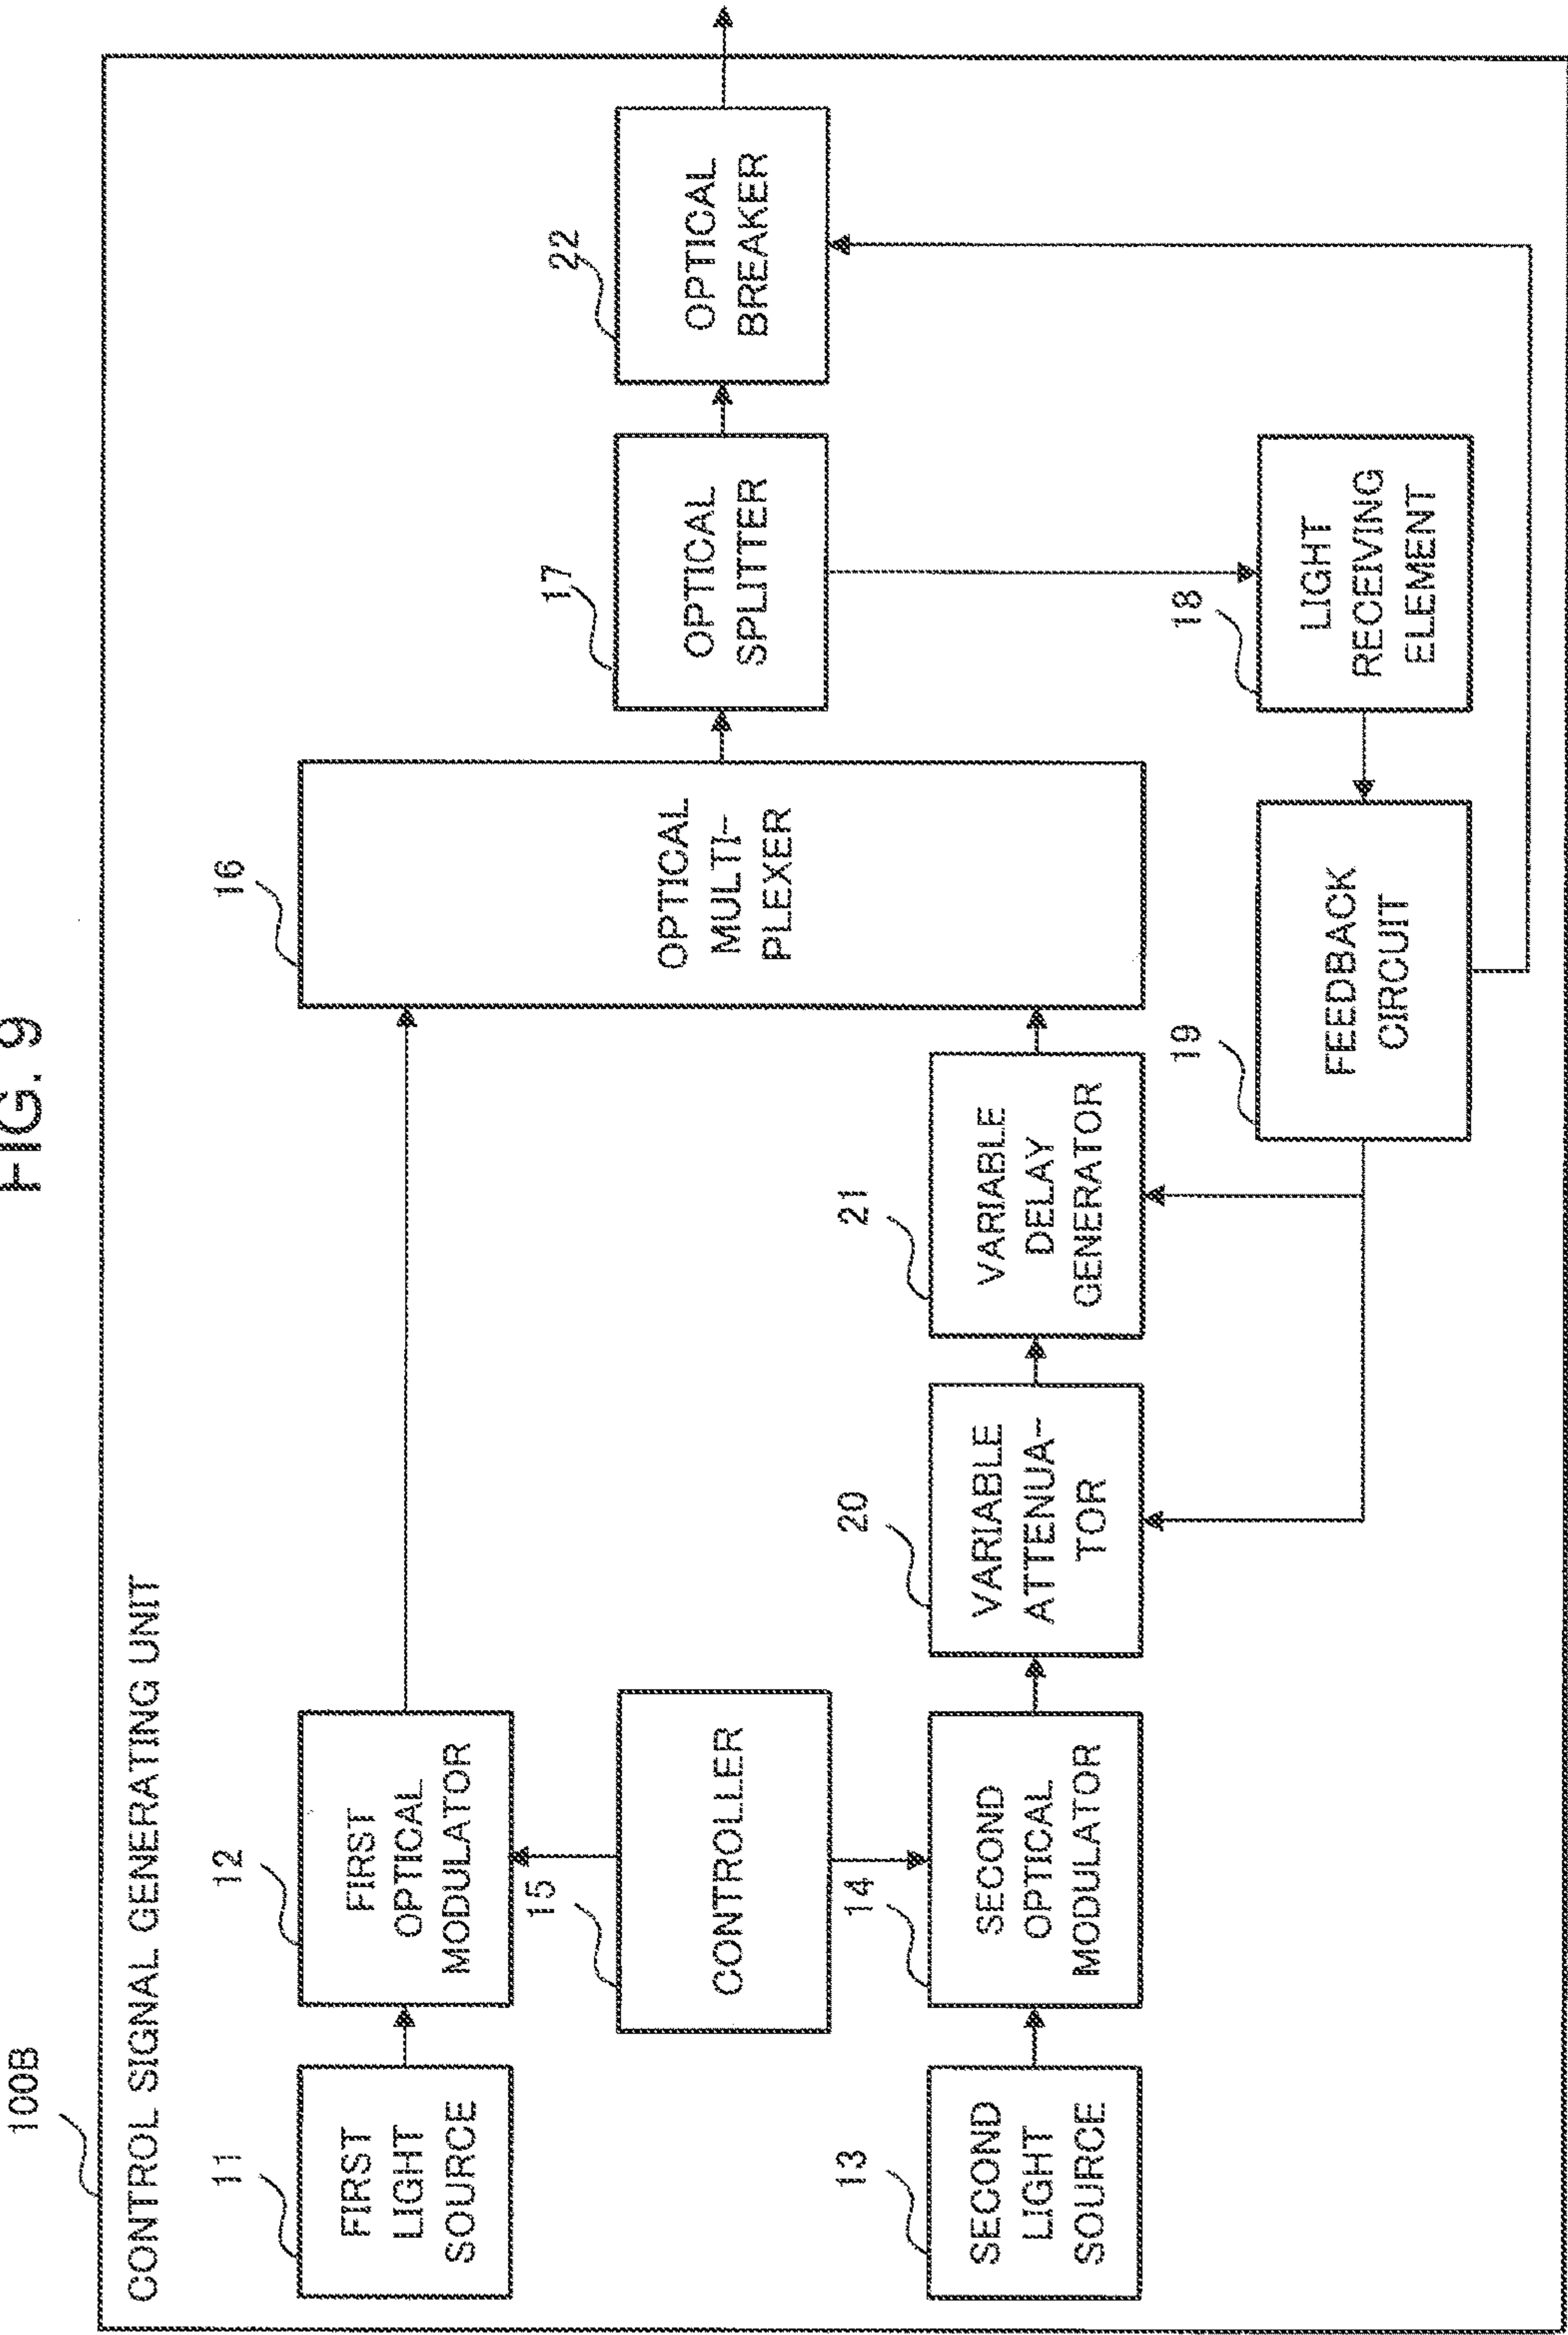 FIG. 9
100B
CONTROL SIGNAL GENERATING UNIT
11
FIRST
LIGHT
SOURCE
12
FIRST
OPTICAL
MODULATOR
16
OPTICAL
MULTI-
PLEXER
17
OPTICAL
SPLITTER
22
OPTICAL
BREAKER
15
CONTROLLER
13
SECOND
LIGHT
SOURCE
14
SECOND
OPTICAL
MODULATOR
20
VARIABLE
ATTENUA-
TOR
21
VARIABLE
DELAY
GENERATOR
19
FEEDBACK
CIRCUIT
18
LIGHT
RECEIVING
ELEMENT